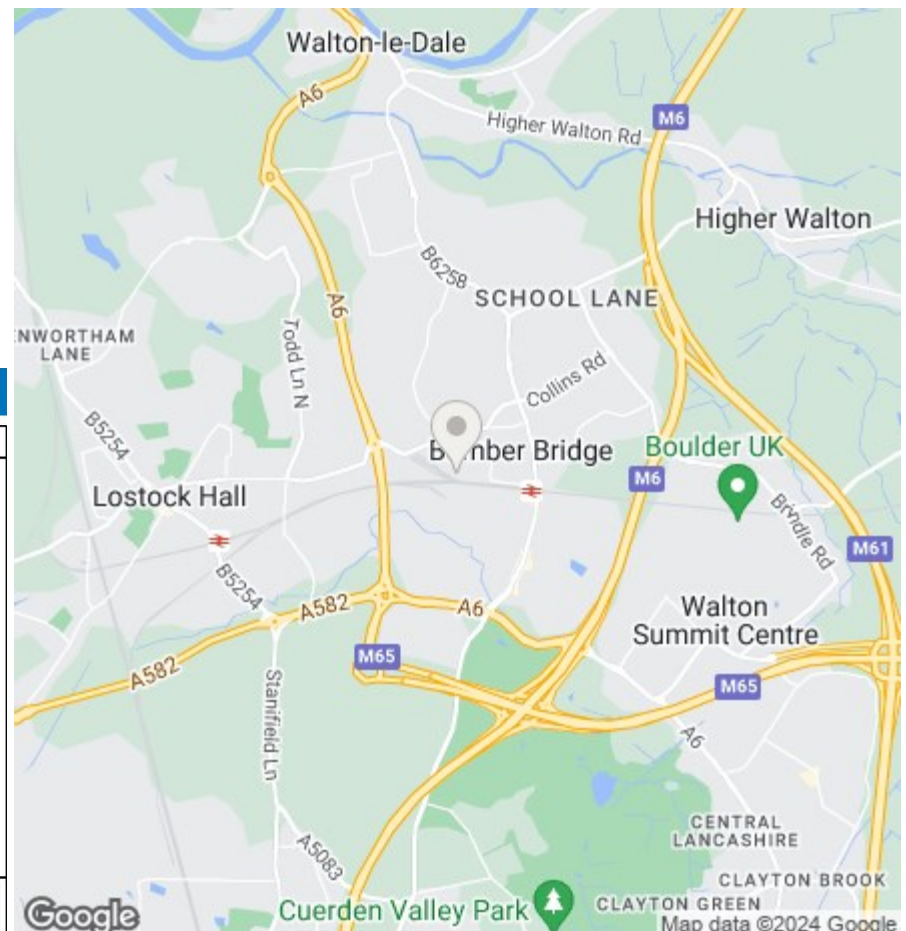 Walton-le-Dale
A6
M6
Higher Walton Rd
Higher Walton
B6258
SCHOOL LANE
A6
ENWORTHAM
LANE
Todd Ln N
Collins Rd
B5254
B mber Bridge
Boulder UK
M6
Lostock Hall
Brindle Rd
M61
B5254
A582
A6
Walton
Summit Centre
M65
A582
M65
Stanifield Ln
A6
CENTRAL
LANCASHIRE
A5083
CLAYTON BROOK
Cuerden Valley Park
CLAYTON GREEN
Google
Map data ©2024 Google